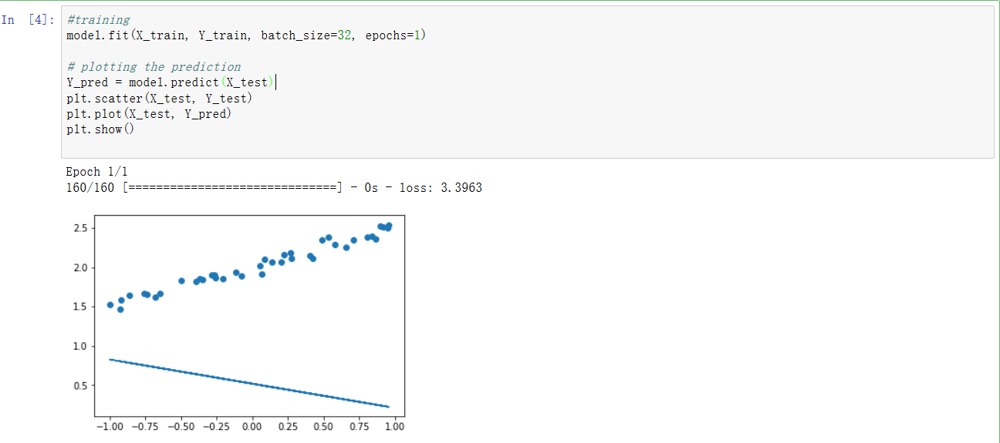 In [4]:
#training
model.fit(X_train, Y_train, batch_size=32, epochs=1)
# plotting the prediction
Y_pred = model.predict(X_test)
plt.scatter(X_test, Y_test)
plt.plot(X_test, Y_pred)
plt.show()
Epoch 1/1
160/160 [==============================] - 0s - loss: 3.3963
2.5
2.0
1.5
1.0
0.5
−1.00 −0.75 −0.50 −0.25 0.00 0.25 0.50 0.75 1.00